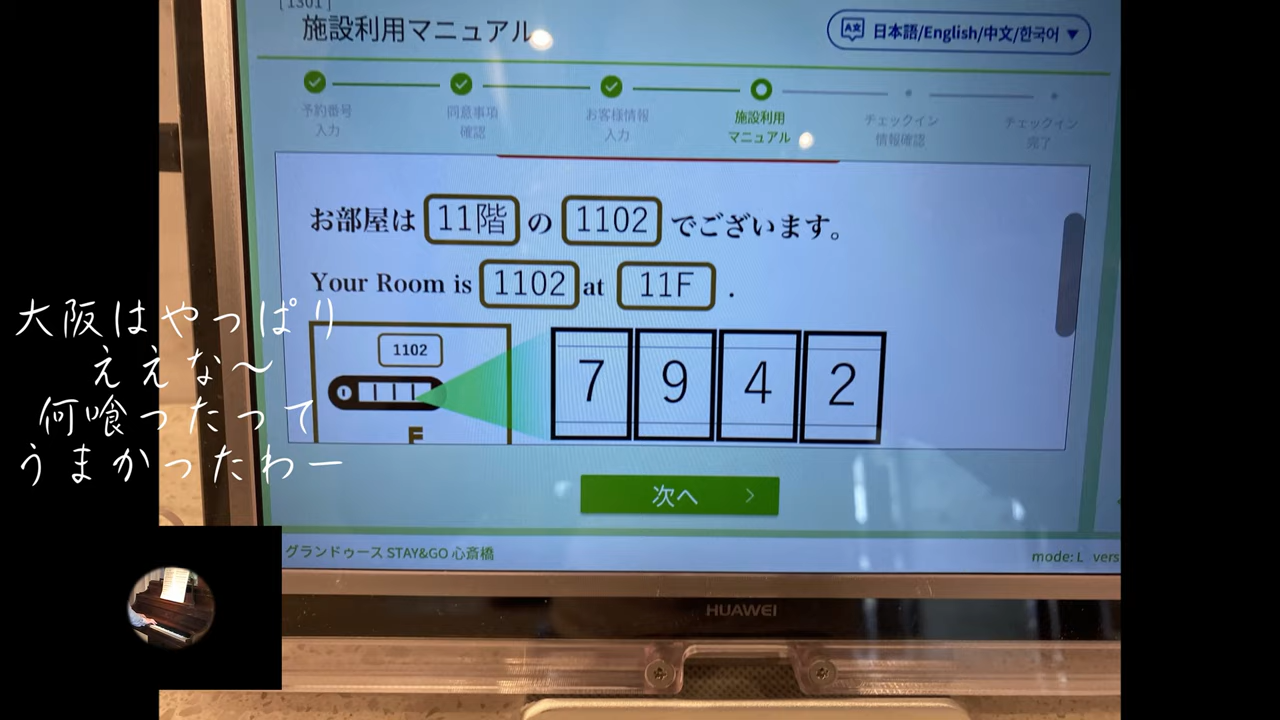 [1301]
施設利用マニュアル
日本語/English/中文/한국어 ▼
予約番号
入力
同意事項
確認
お客様情報
入力
施設利用
マニュアル
チェックイン
情報確認
チェックイン
完了
お部屋は 11階 の 1102 でございます。
Your Room is 1102 at 11F .
1102
7 9 4 2
次へ
グランドゥース STAY&GO 心斎橋
mode: L vers
HUAWEI
大阪はやっぱり
ええな〜
何喰ったって
うまかったわー